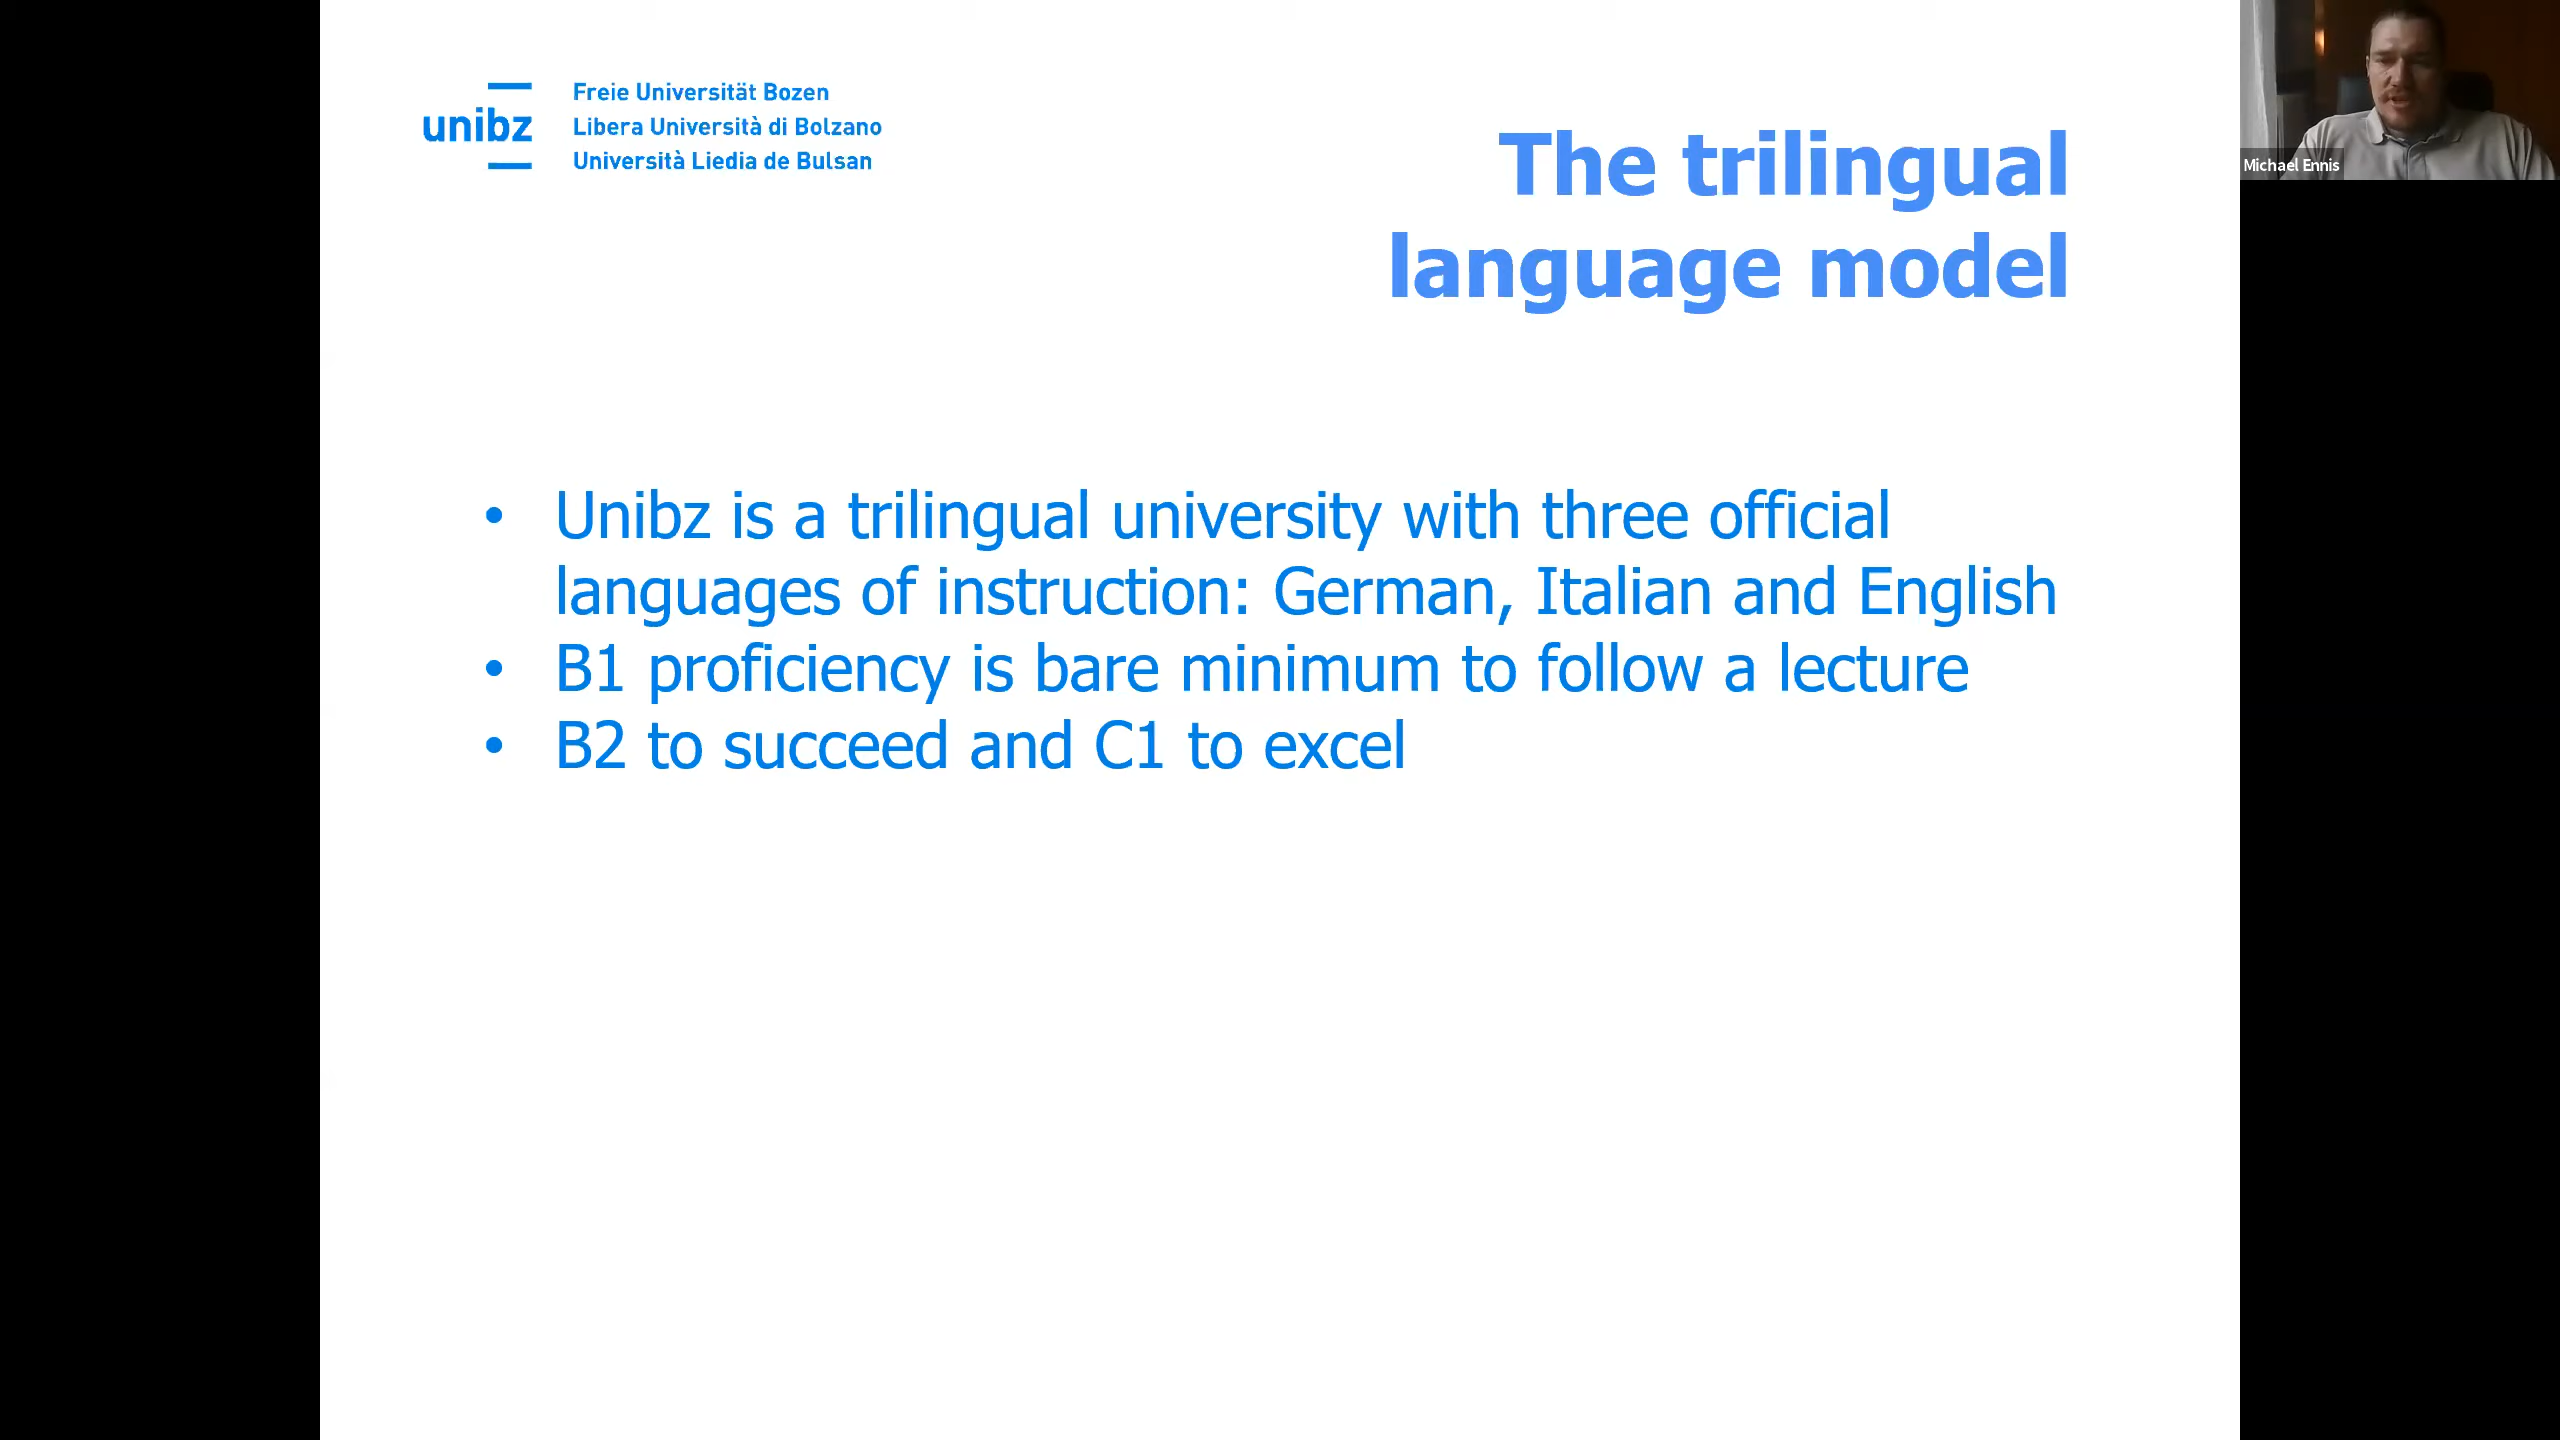 unibz
Freie Universität Bozen
Libera Università di Bolzano
Università Liedia de Bulsan
The trilingual
language model
Michael Ennis
• Unibz is a trilingual university with three official
languages of instruction: German, Italian and English
• B1 proficiency is bare minimum to follow a lecture
• B2 to succeed and C1 to excel